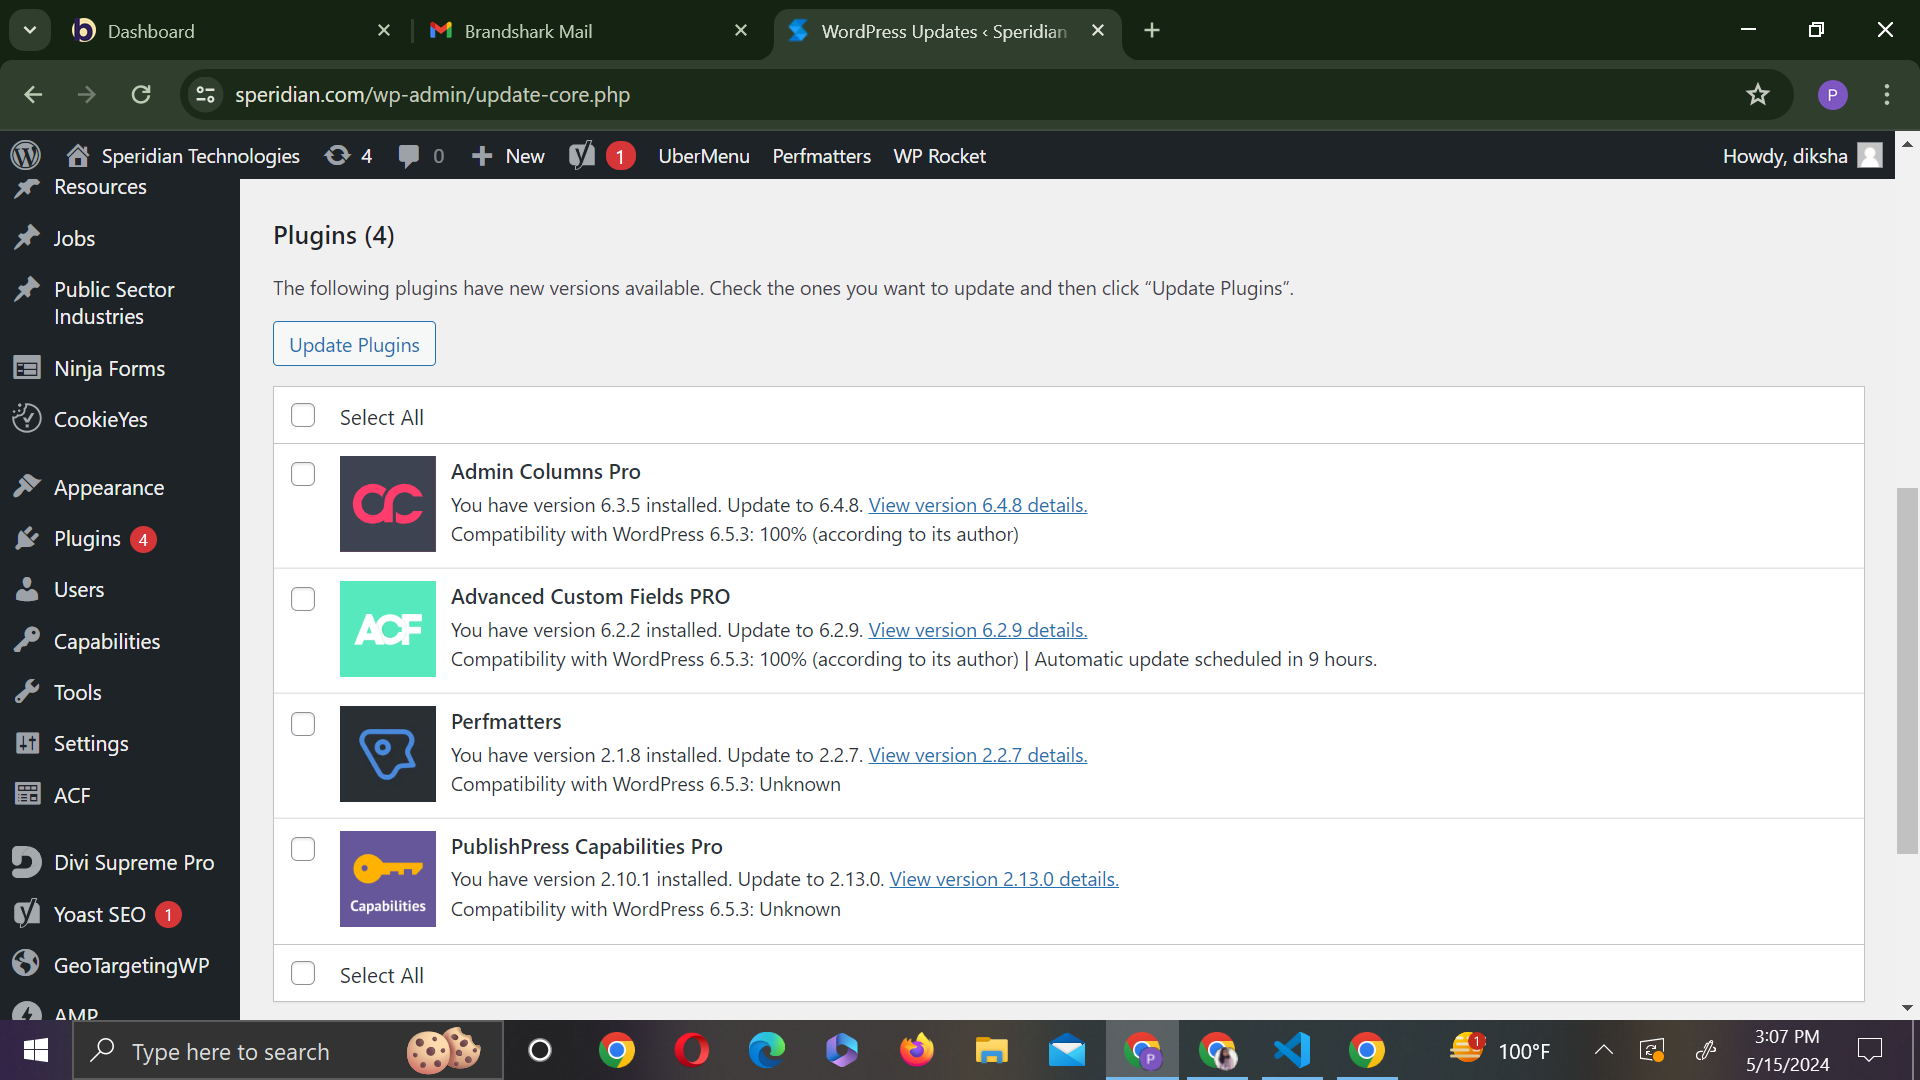 Dashboard
Brandshark Mail
WordPress Updates ‹ Speridian
speridian.com/wp-admin/update-core.php
P
Speridian Technologies
4
0
New
1
UberMenu
Perfmatters
WP Rocket
Howdy, diksha
Resources
Jobs
Public Sector
Industries
Ninja Forms
CookieYes
Appearance
Plugins 4
Users
Capabilities
Tools
Settings
ACF
Divi Supreme Pro
Yoast SEO 1
GeoTargetingWP
AMP
Plugins (4)
The following plugins have new versions available. Check the ones you want to update and then click “Update Plugins”.
Update Plugins
Select All
ac
Admin Columns Pro
You have version 6.3.5 installed. Update to 6.4.8. View version 6.4.8 details.
Compatibility with WordPress 6.5.3: 100% (according to its author)
ACF
Advanced Custom Fields PRO
You have version 6.2.2 installed. Update to 6.2.9. View version 6.2.9 details.
Compatibility with WordPress 6.5.3: 100% (according to its author) | Automatic update scheduled in 9 hours.
Perfmatters
You have version 2.1.8 installed. Update to 2.2.7. View version 2.2.7 details.
Compatibility with WordPress 6.5.3: Unknown
Capabilities
PublishPress Capabilities Pro
You have version 2.10.1 installed. Update to 2.13.0. View version 2.13.0 details.
Compatibility with WordPress 6.5.3: Unknown
Select All
Type here to search
P
1
100°F
3:07 PM
5/15/2024